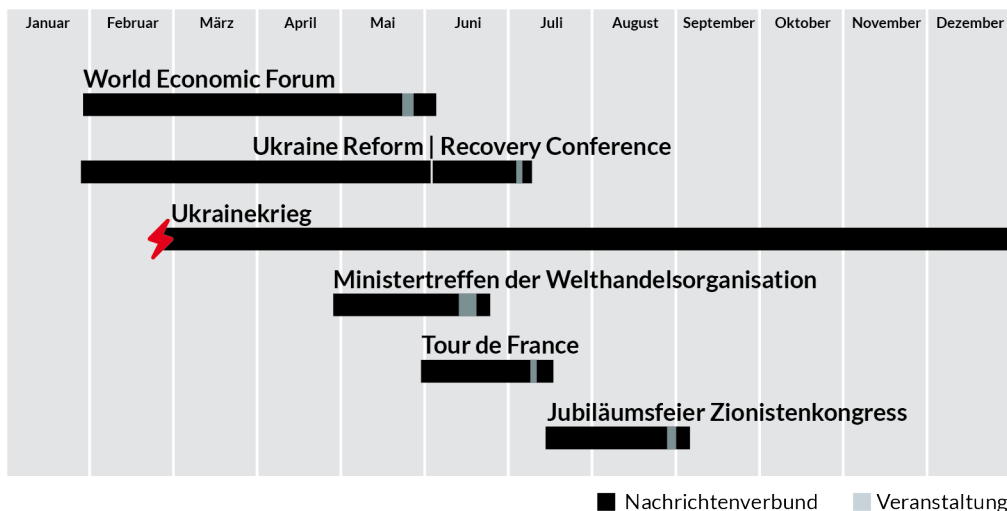 Januar Februar März April Mai Juni Juli August September Oktober November Dezember
World Economic Forum
Ukraine Reform | Recovery Conference
Ukrainekrieg
Ministertreffen der Welthandelsorganisation
Tour de France
Jubiläumsfeier Zionistenkongress
Nachrichtenverbund Veranstaltung